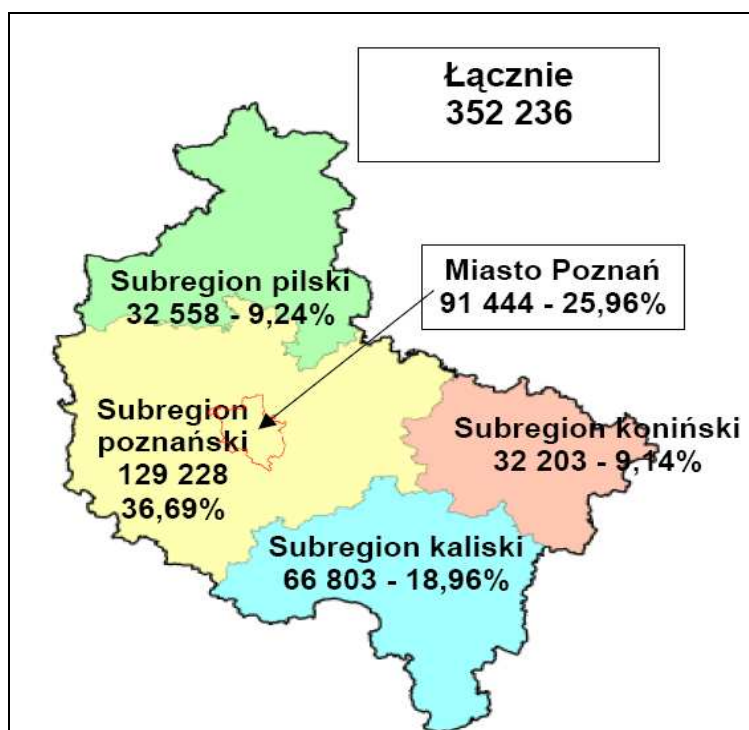 Łącznie
352 236
Subregion pilski
32 558 - 9,24%
Miasto Poznań
91 444 - 25,96%
Subregion
poznański
129 228
36,69%
Subregion koniński
32 203 - 9,14%
Subregion kaliski
66 803 - 18,96%